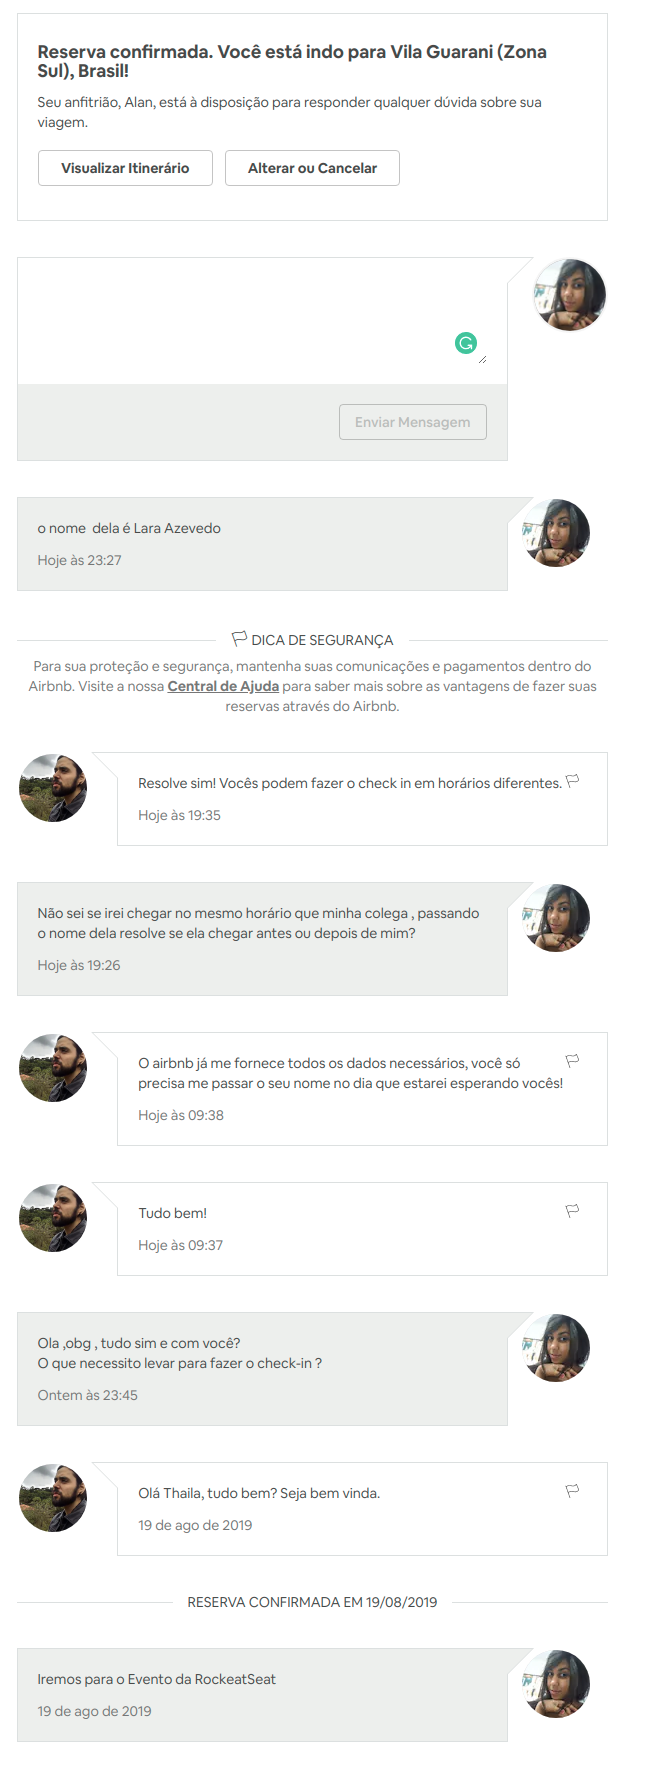 Reserva confirmada. Você está indo para Vila Guarani (Zona
Sul), Brasil!
Seu anfitrião, Alan, está à disposição para responder qualquer dúvida sobre sua
viagem.
Visualizar Itinerário
Alterar ou Cancelar
Enviar Mensagem
o nome  dela é Lara Azevedo
Hoje às 23:27
DICA DE SEGURANÇA
Para sua proteção e segurança, mantenha suas comunicações e pagamentos dentro do
Airbnb. Visite a nossa Central de Ajuda para saber mais sobre as vantagens de fazer suas
reservas através do Airbnb.
Resolve sim! Vocês podem fazer o check in em horários diferentes.
Hoje às 19:35
Não sei se irei chegar no mesmo horário que minha colega , passando
o nome dela resolve se ela chegar antes ou depois de mim?
Hoje às 19:26
O airbnb já me fornece todos os dados necessários, você só
precisa me passar o seu nome no dia que estarei esperando vocês!
Hoje às 09:38
Tudo bem!
Hoje às 09:37
Ola ,obg , tudo sim e com você?
O que necessito levar para fazer o check-in ?
Ontem às 23:45
Olá Thaila, tudo bem? Seja bem vinda.
19 de ago de 2019
RESERVA CONFIRMADA EM 19/08/2019
Iremos para o Evento da RockeatSeat
19 de ago de 2019